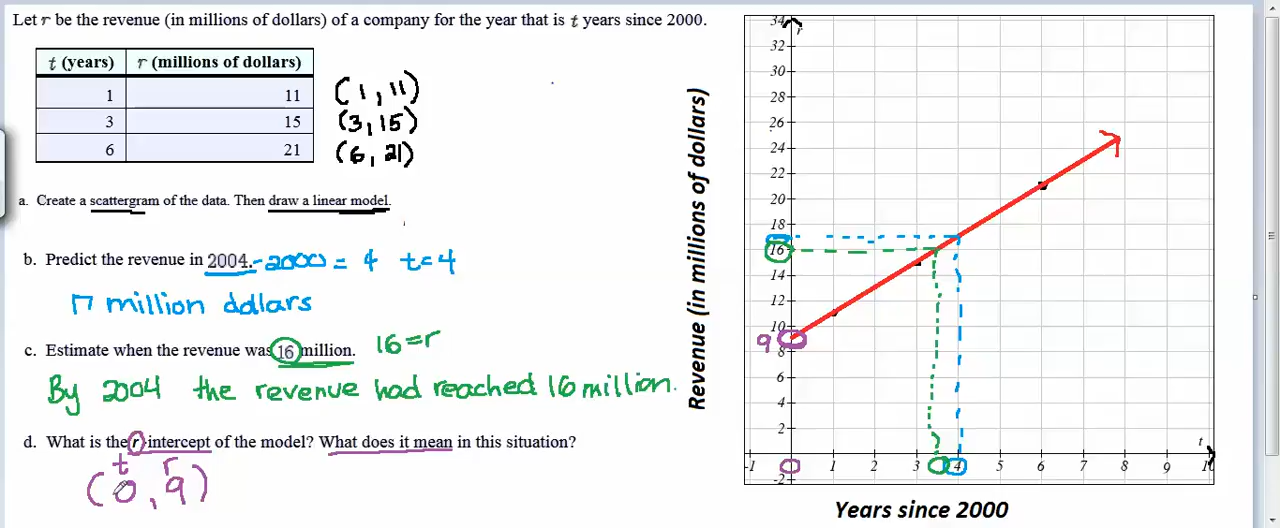 Let r be the revenue (in millions of dollars) of a company for the year that is t years since 2000.
t (years) r (millions of dollars)
1 11 (1, 11)
3 15 (3, 15)
6 21 (6, 21)
a. Create a scattergram of the data. Then draw a linear model.
b. Predict the revenue in 2004. - 2000 = 4 t=4
17 million dollars
c. Estimate when the revenue was 16 million. 16=r
By 2004 the revenue had reached 16 million.
d. What is the r-intercept of the model? What does it mean in this situation?
t r
(0, 9)
Revenue (in millions of dollars)
r
34
32
30
28
26
24
22
20
18
16
14
12
10
9
8
6
4
2
-2
t
-1 0 1 2 3 4 5 6 7 8 9 10
Years since 2000